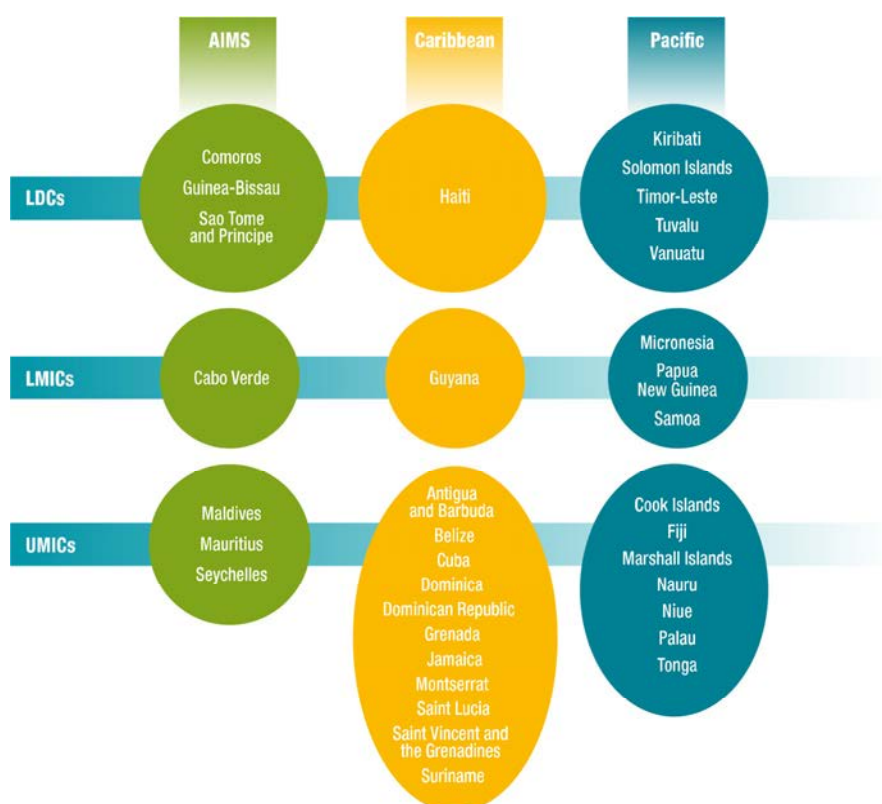 AIMS
Caribbean
Pacific
LDCs
Comoros
Guinea-Bissau
Sao Tome
and Principe
Haiti
Kiribati
Solomon Islands
Timor-Leste
Tuvalu
Vanuatu
LMICs
Cabo Verde
Guyana
Micronesia
Papua
New Guinea
Samoa
UMICs
Maldives
Mauritius
Seychelles
Antigua
and Barbuda
Belize
Cuba
Dominica
Dominican Republic
Grenada
Jamaica
Montserrat
Saint Lucia
Saint Vincent and
the Grenadines
Suriname
Cook Islands
Fiji
Marshall Islands
Nauru
Niue
Palau
Tonga